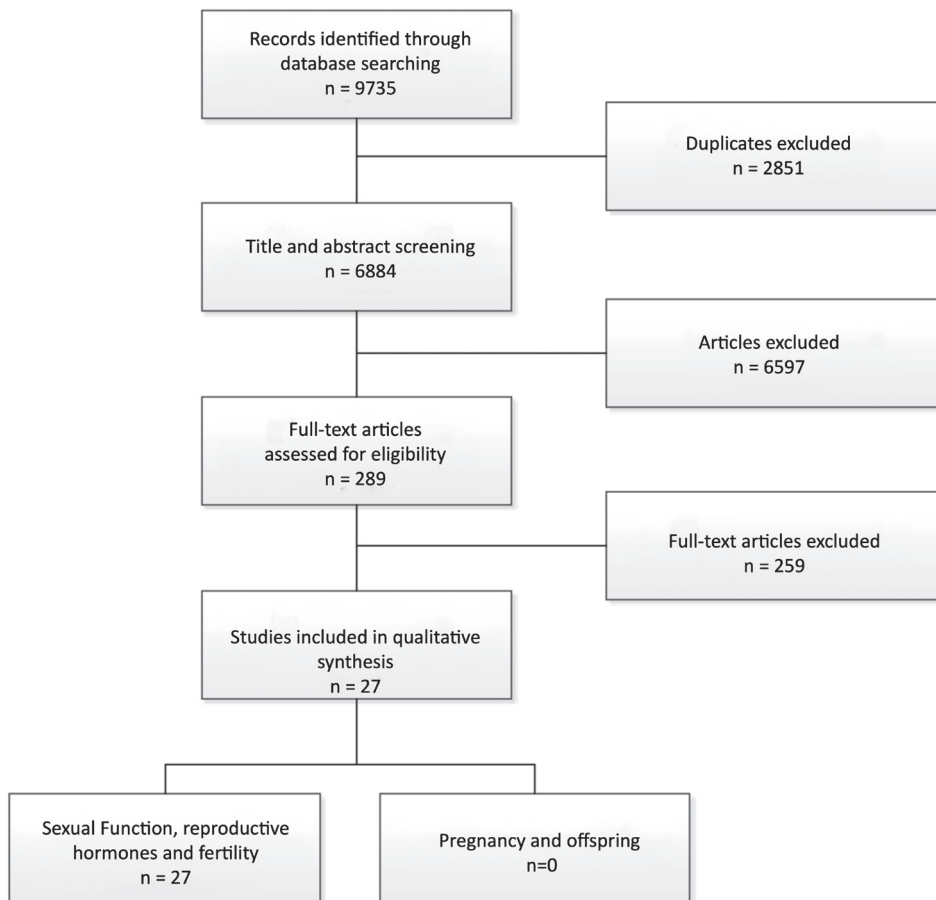 Records identified through
database searching
n = 9735
Duplicates excluded
n = 2851
Title and abstract screening
n = 6884
Articles excluded
n = 6597
Full-text articles
assessed for eligibility
n = 289
Full-text articles excluded
n = 259
Studies included in qualitative
synthesis
n = 27
Sexual Function, reproductive
hormones and fertility
n = 27
Pregnancy and offspring
n=0